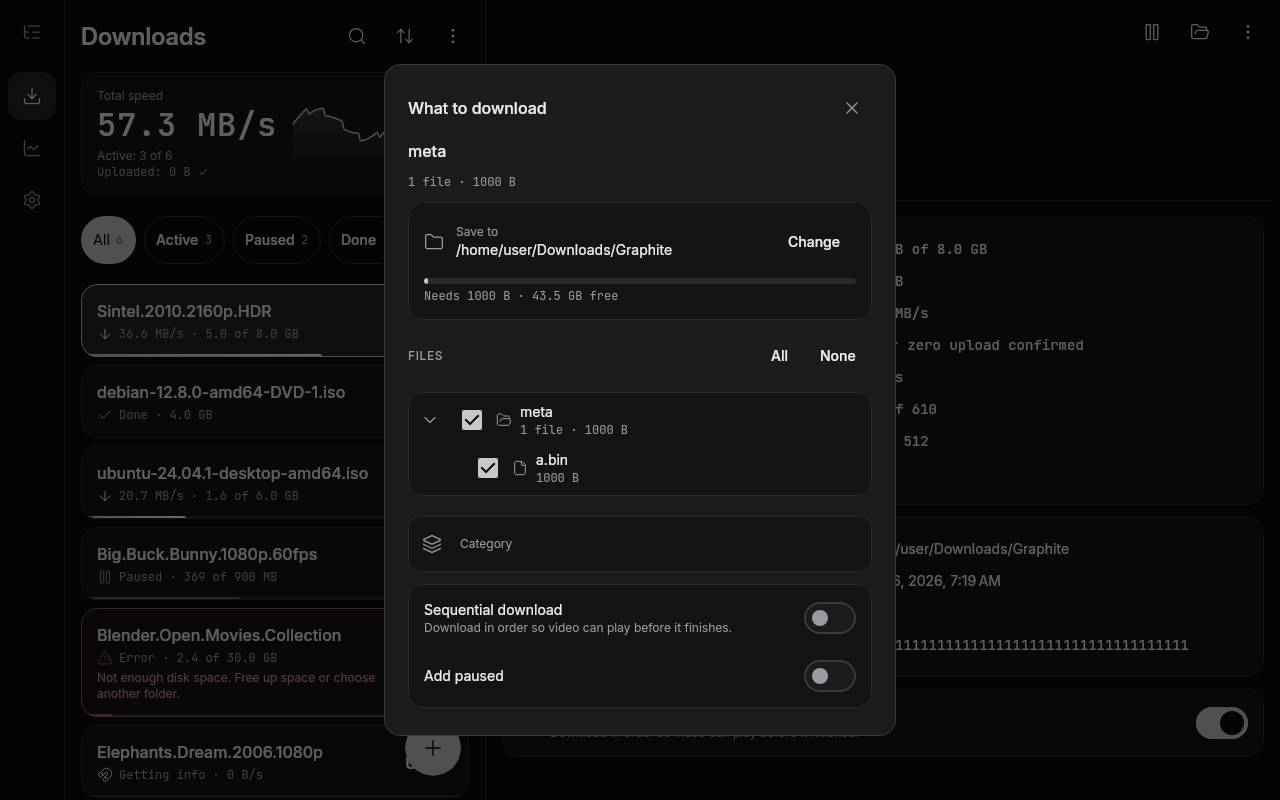 Downloads
Total speed
57.3 MB/s
Active: 3 of 6
Uploaded: 0 B
All 6
Active 3
Paused 2
Done
Sintel.2010.2160p.HDR
36.6 MB/s · 5.0 of 8.0 GB
debian-12.8.0-amd64-DVD-1.iso
Done · 4.0 GB
ubuntu-24.04.1-desktop-amd64.iso
20.7 MB/s · 1.6 of 6.0 GB
Big.Buck.Bunny.1080p.60fps
Paused · 369 of 900 MB
Blender.Open.Movies.Collection
Error · 2.4 of 30.0 GB
Not enough disk space. Free up space or choose
another folder.
Elephants.Dream.2006.1080p
Getting info · 0 B/s
What to download
meta
1 file · 1000 B
Save to
/home/user/Downloads/Graphite
Change
Needs 1000 B · 43.5 GB free
FILES
All
None
meta
1 file · 1000 B
a.bin
1000 B
Category
Sequential download
Download in order so video can play before it finishes.
Add paused
B of 8.0 GB
B
MB/s
zero upload confirmed
s
f 610
512
/user/Downloads/Graphite
6, 2026, 7:19 AM